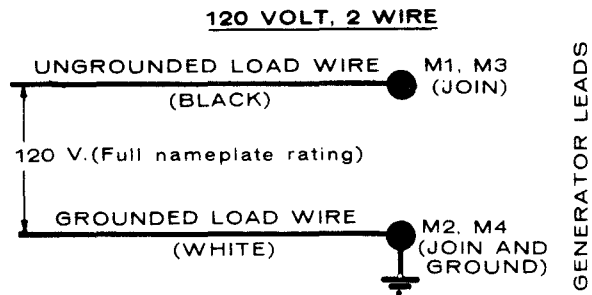 120 VOLT, 2 WIRE
UNGROUNDED LOAD WIRE
(BLACK)
M1, M3
(JOIN)
120 V.(Full nameplate rating)
GROUNDED LOAD WIRE
(WHITE)
M2, M4
(JOIN AND
GROUND)
GENERATOR LEADS